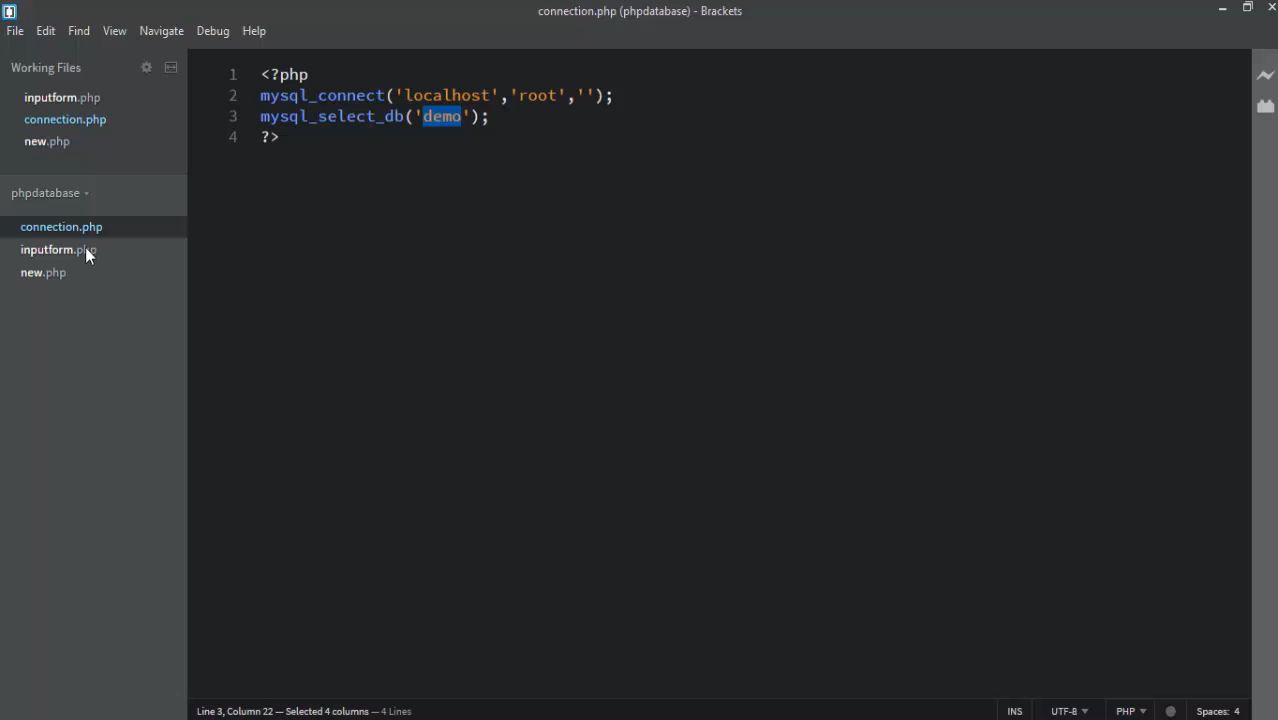 connection.php (phpdatabase) - Brackets
File Edit Find View Navigate Debug Help
Working Files
inputform.php
connection.php
new.php
phpdatabase
connection.php
inputform.php
new.php
1 <?php
2 mysql_connect('localhost','root','');
3 mysql_select_db('demo');
4 ?>
Line 3, Column 22 — Selected 4 columns — 4 Lines INS UTF-8 PHP Spaces: 4